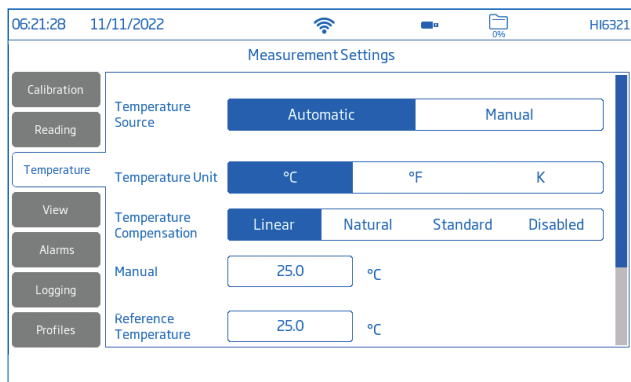 06:21:28 11/11/2022 0% HI6321
Measurement Settings
Calibration
Reading
Temperature
View
Alarms
Logging
Profiles
Temperature
Source
Automatic Manual
Temperature Unit °C °F K
Temperature
Compensation
Linear Natural Standard Disabled
Manual 25.0 °C
Reference
Temperature
25.0 °C